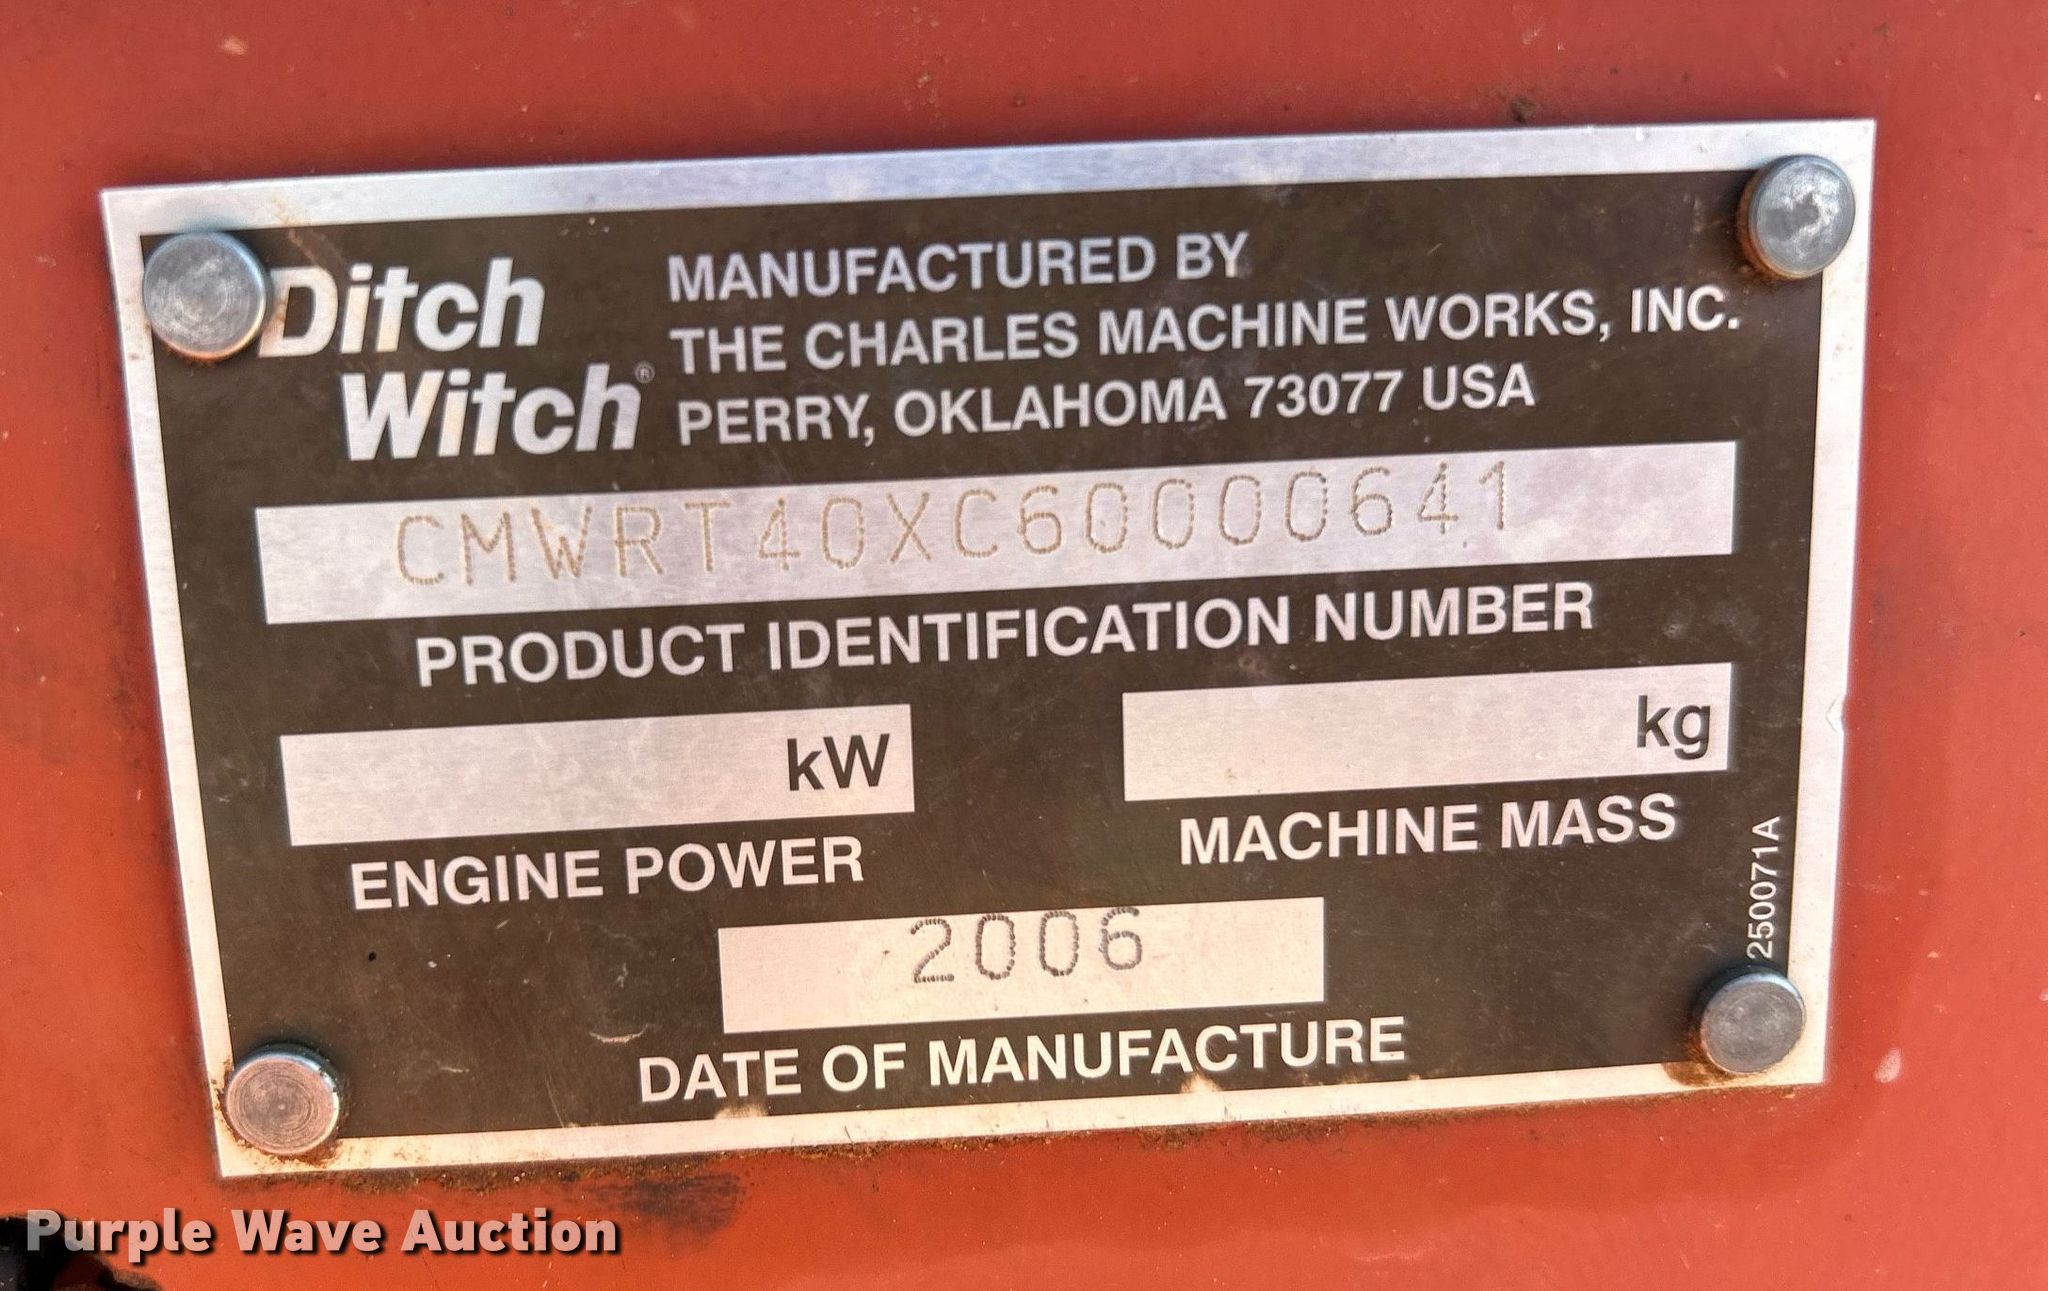 Ditch
Witch®
MANUFACTURED BY
THE CHARLES MACHINE WORKS, INC.
PERRY, OKLAHOMA 73077 USA
CMWRT40XC60000641
PRODUCT IDENTIFICATION NUMBER
kW
ENGINE POWER
kg
MACHINE MASS
2006
DATE OF MANUFACTURE
250071A
Purple Wave Auction